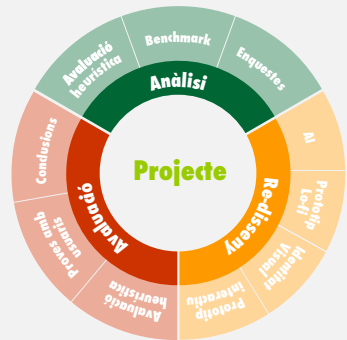 Projecte
Anàlisi
Avaluació
heurística
Benchmark
Enquestes
Re-disseny
AI
Prototip
Lo-fi
Identitat
Visual
Prototip
interactiu
Avaluació
Avaluació
heurística
Proves amb
usuaris
Conclusions